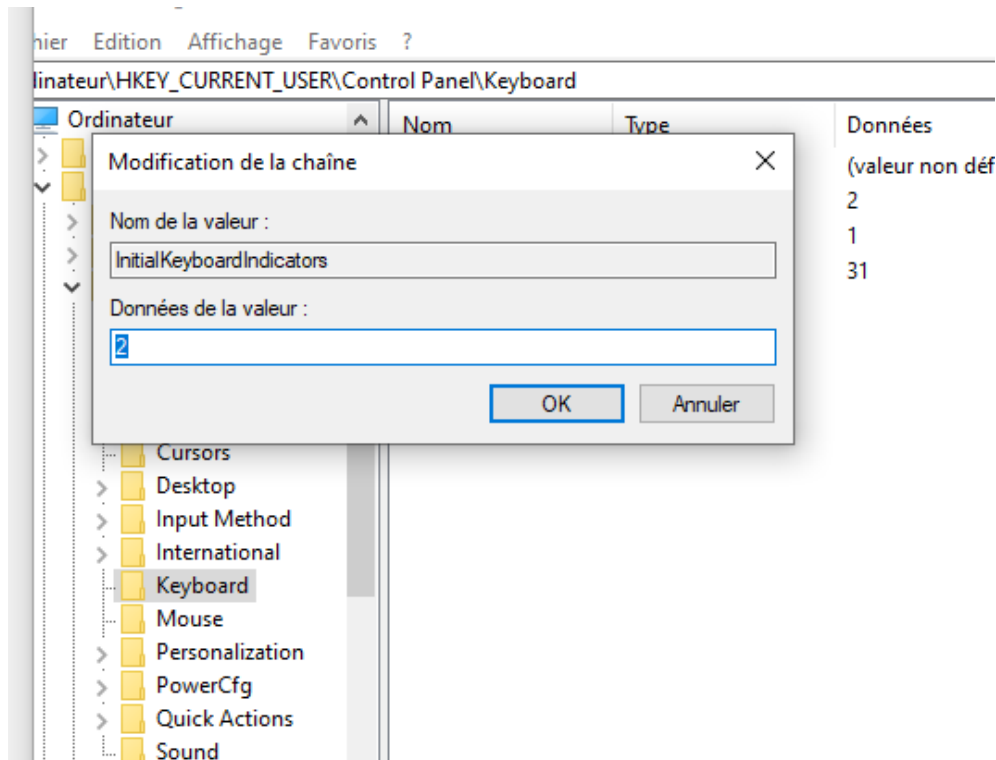 Edition Affichage Favoris ?
\HKEY_CURRENT_USER\Control Panel\Keyboard
Ordinateur
Nom Type Données
Modification de la chaîne
(valeur non déf
Nom de la valeur :
2
InitialKeyboardIndicators
1
31
Données de la valeur :
2
OK Annuler
Cursors
Desktop
Input Method
International
Keyboard
Mouse
Personalization
PowerCfg
Quick Actions
Sound